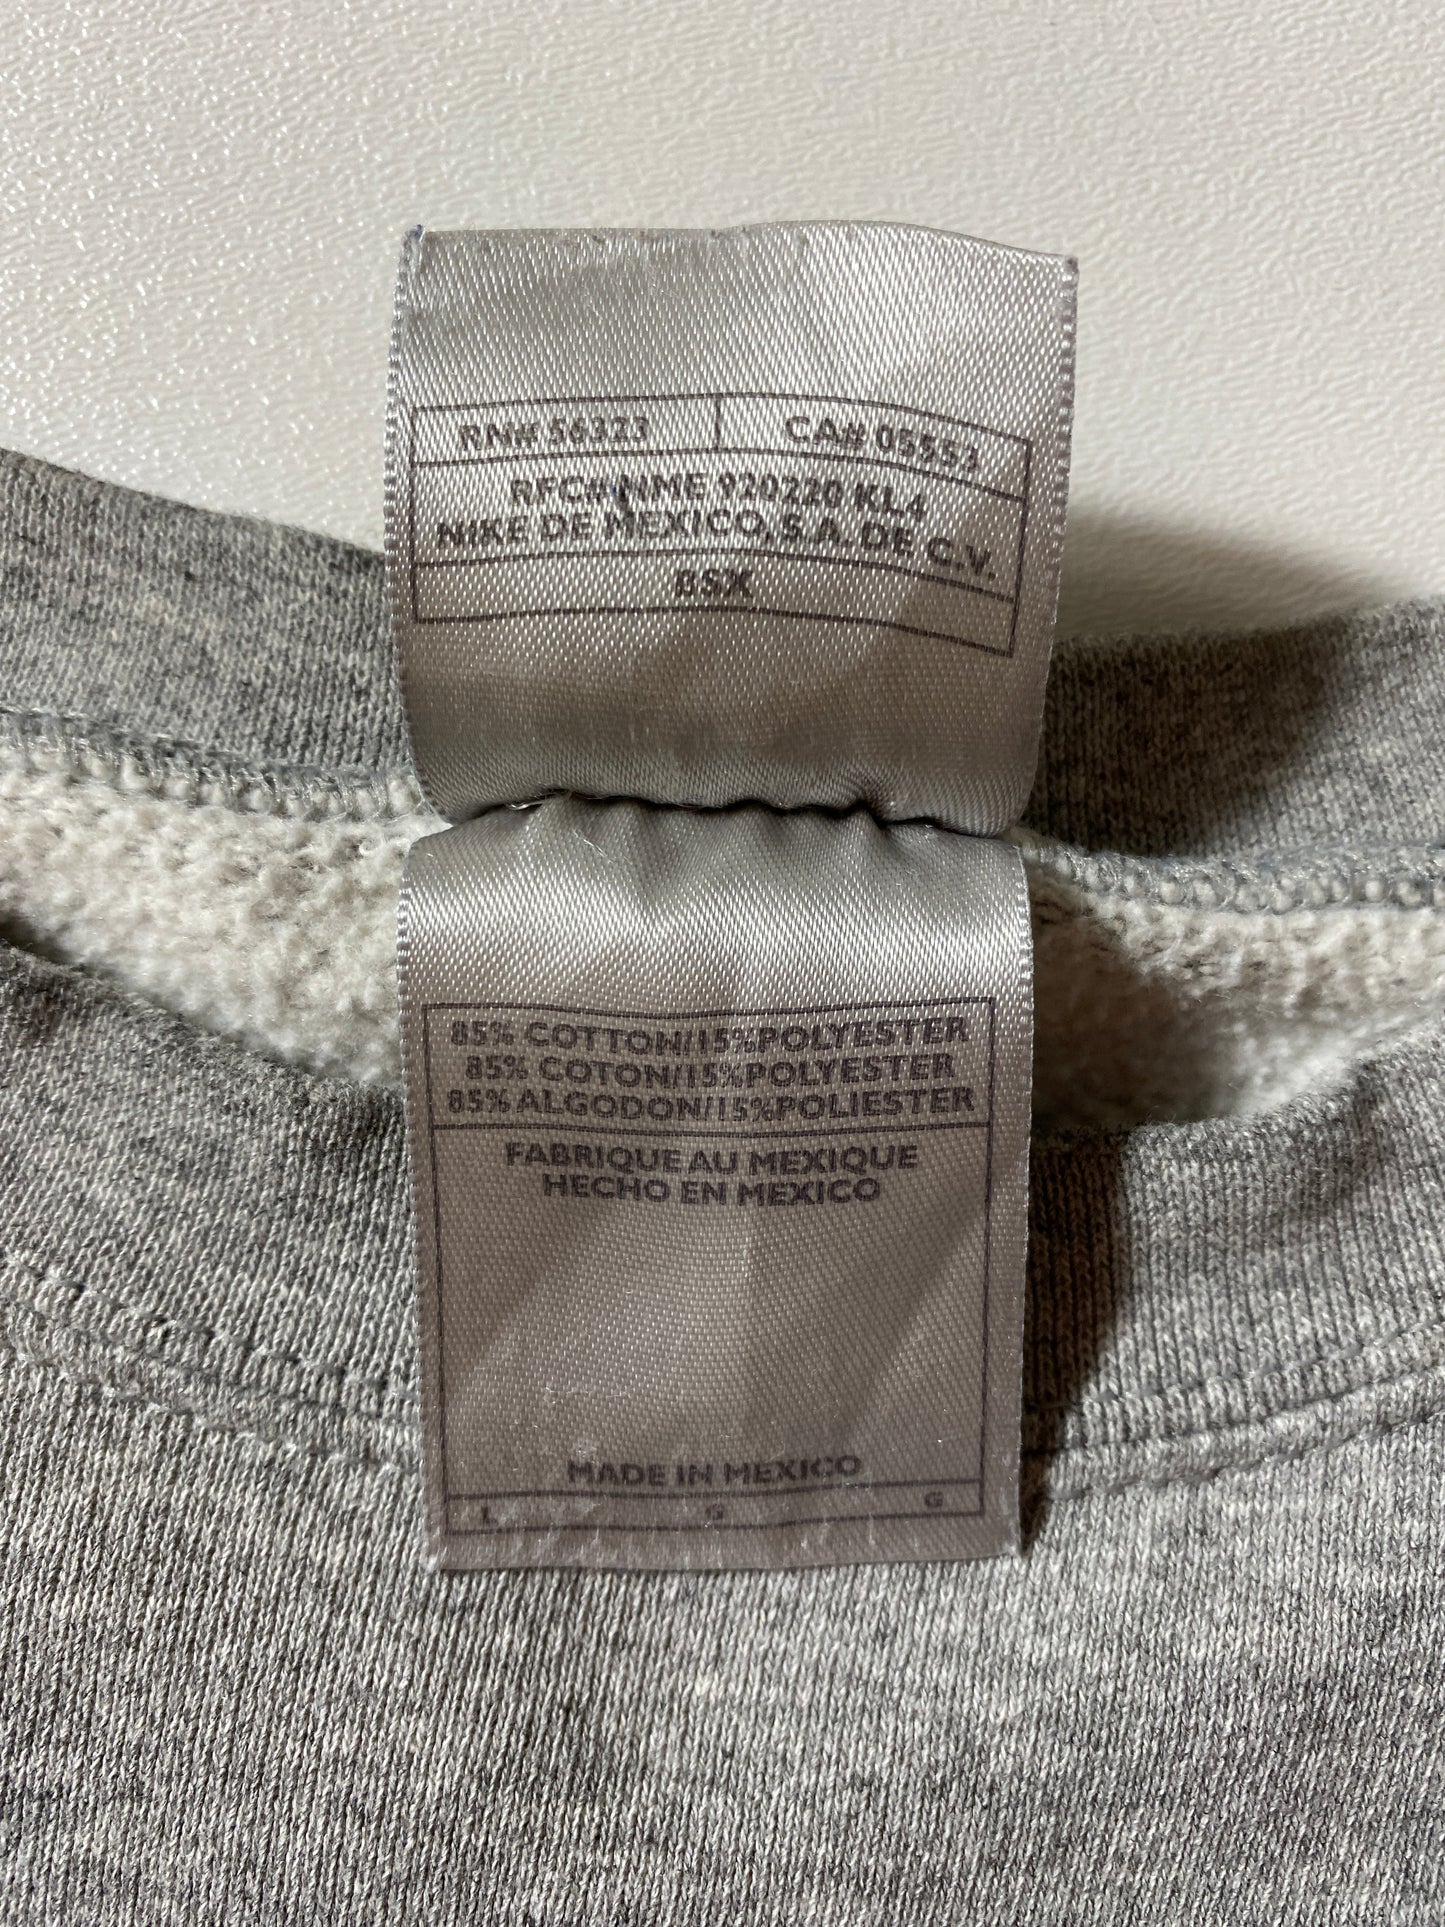 RN# 56323 CA# 05553
RFC# NME 920220 KL4
NIKE DE MEXICO, S.A. DE C.V.
BSX
85% COTTON/15%POLYESTER
85% COTON/15%POLYESTER
85%ALGODON/15%POLIESTER
FABRIQUE AU MEXIQUE
HECHO EN MEXICO
MADE IN MEXICO
L G G